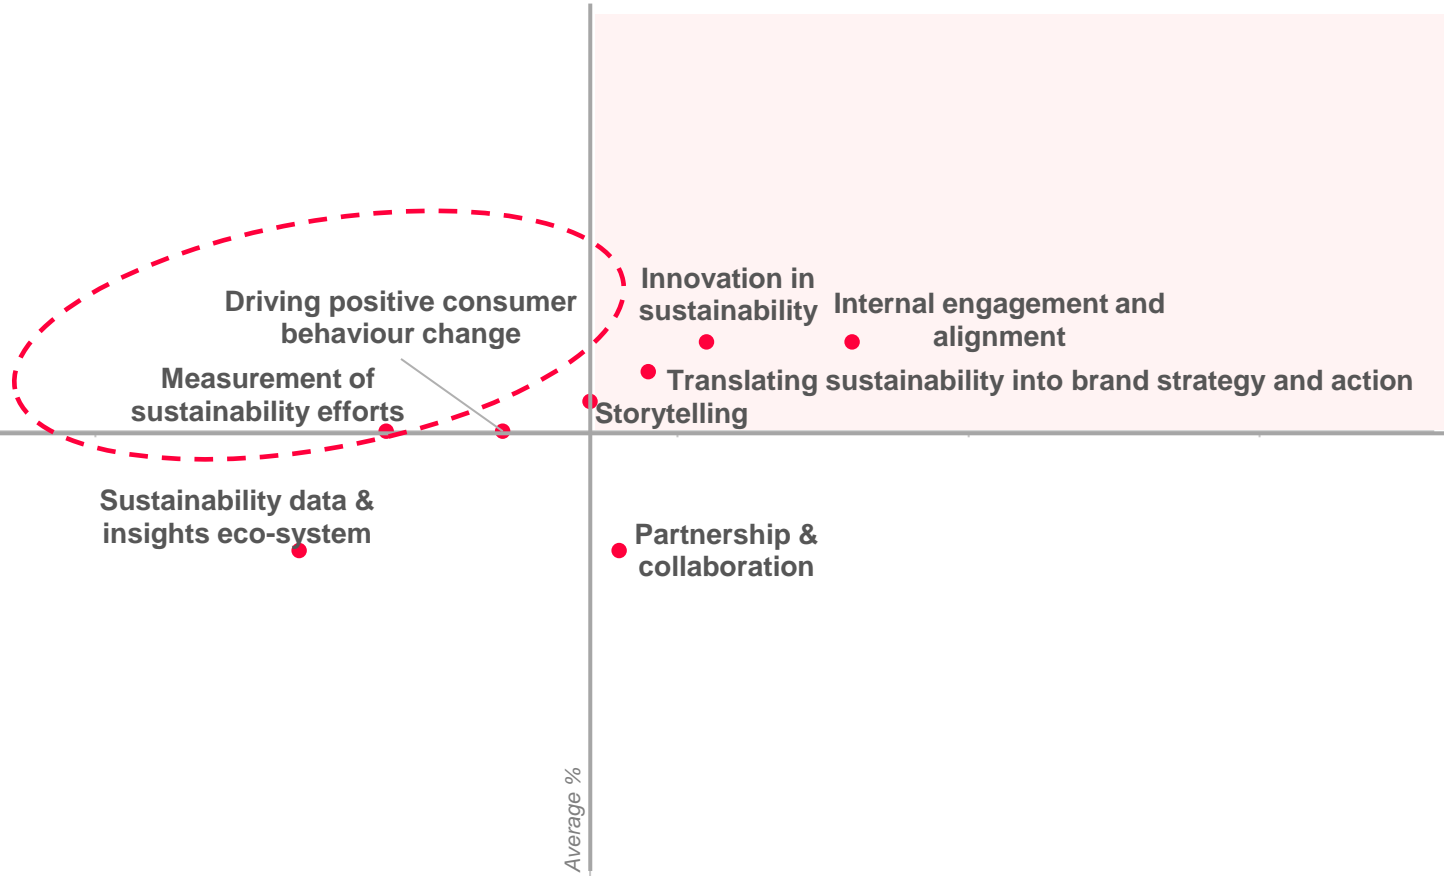 Innovation in
sustainability
Internal engagement and
alignment
Driving positive consumer
behaviour change
Translating sustainability into brand strategy and action
Measurement of
sustainability efforts
Storytelling
Sustainability data &
insights eco-system
Partnership &
collaboration
Average %